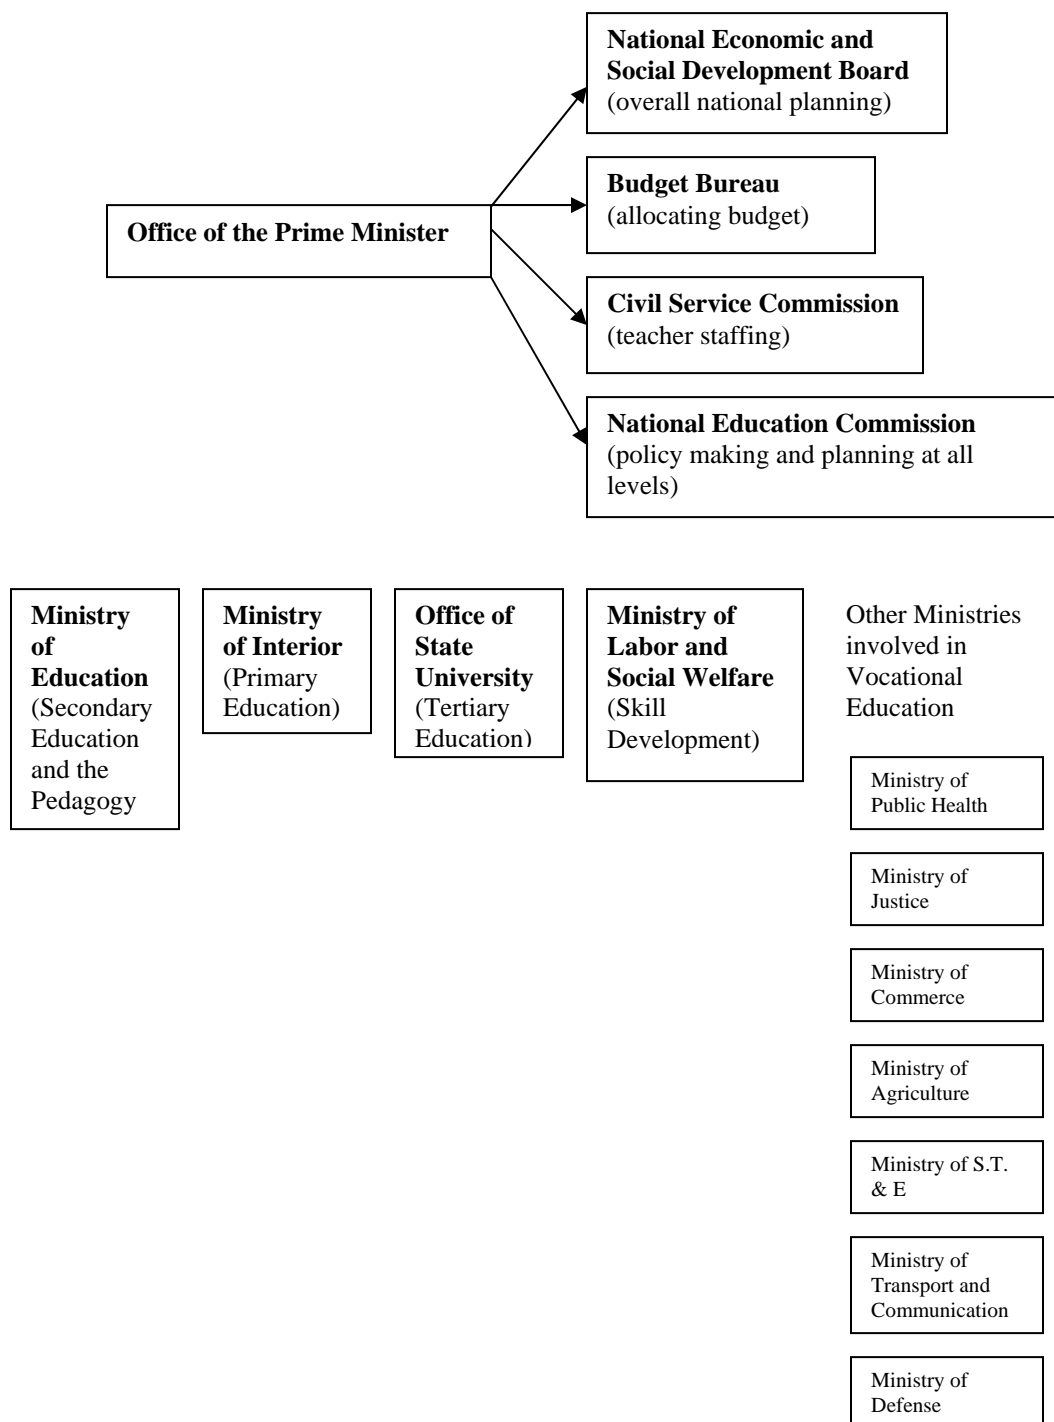 National Economic and
Social Development Board
(overall national planning)
Budget Bureau
(allocating budget)
Office of the Prime Minister
Civil Service Commission
(teacher staffing)
National Education Commission
(policy making and planning at all
levels)
Ministry
of
Education
(Secondary
Education
and the
Pedagogy
Ministry
of Interior
(Primary
Education)
Office of
State
University
(Tertiary
Education)
Ministry of
Labor and
Social Welfare
(Skill
Development)
Other Ministries
involved in
Vocational
Education
Ministry of
Public Health
Ministry of
Justice
Ministry of
Commerce
Ministry of
Agriculture
Ministry of S.T.
& E
Ministry of
Transport and
Communication
Ministry of
Defense